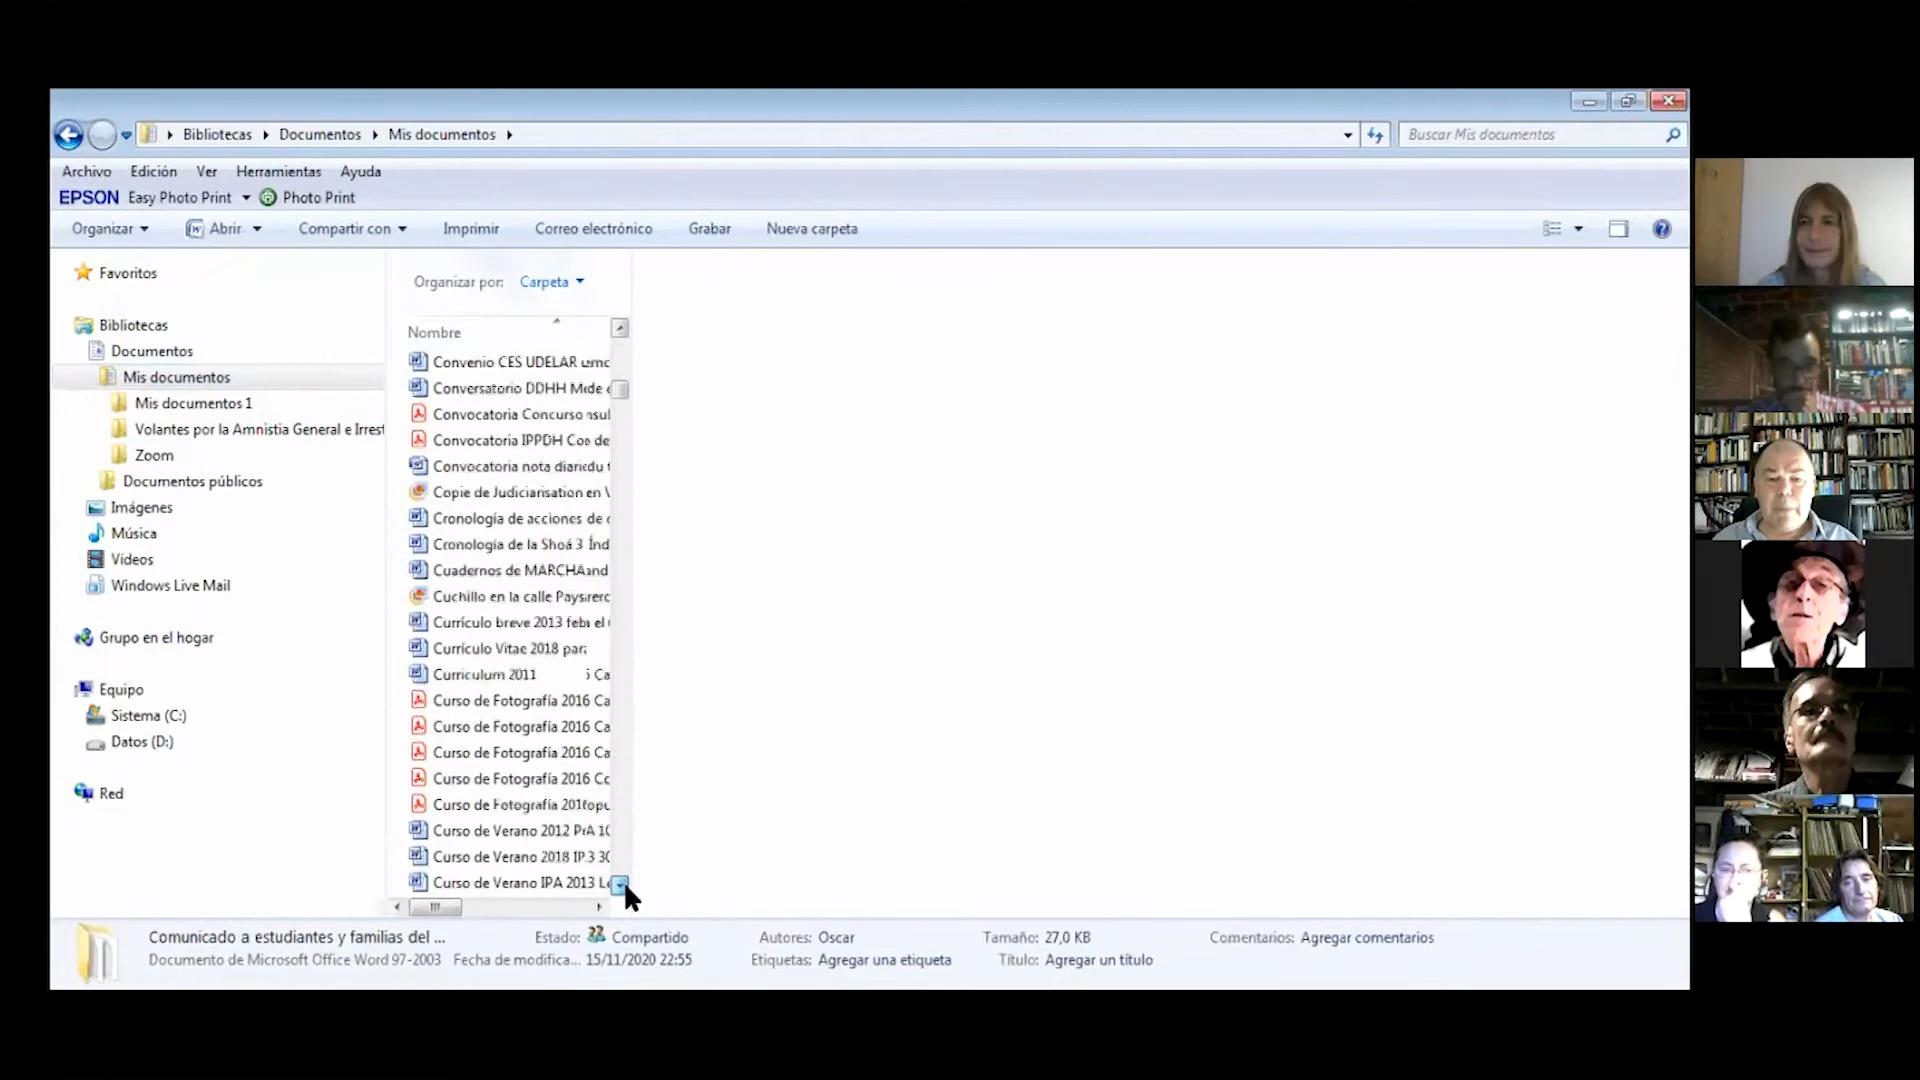 Bibliotecas Documentos Mis documentos
Buscar Mis documentos
Archivo Edición Ver Herramientas Ayuda
EPSON Easy Photo Print Photo Print
Organizar Abrir Compartir con Imprimir Correo electrónico Grabar Nueva carpeta
Favoritos
Bibliotecas
Documentos
Mis documentos
Mis documentos 1
Volantes por la Amnistia General e Irrest
Zoom
Documentos públicos
Imágenes
Música
Vídeos
Windows Live Mail
Grupo en el hogar
Equipo
Sistema (C:)
Datos (D:)
Red
Organizar por: Carpeta
Nombre
Convenio CES UDELAR
Conversatorio DDHH
Convocatoria Concurso
Convocatoria IPPDH
Convocatoria nota
Copie de Judiciarisation en
Cronología de acciones de
Cronología de la Shoá 3
Cuadernos de MARCHA
Cuchillo en la calle
Currículo breve 2013
Currículo Vitae 2018
Curriculum 2011
Curso de Fotografía 2016 Ca
Curso de Fotografía 2016 Ca
Curso de Fotografía 2016 Ca
Curso de Fotografía 2016
Curso de Fotografía
Curso de Verano 2012
Curso de Verano 2018
Curso de Verano IPA 2013
Comunicado a estudiantes y familias del ... Estado: Compartido Autores: Oscar Tamaño: 27,0 KB Comentarios: Agregar comentarios
Documento de Microsoft Office Word 97-2003 Fecha de modifica... 15/11/2020 22:55 Etiquetas: Agregar una etiqueta Título: Agregar un título